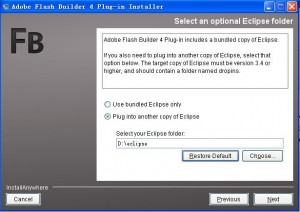 Adobe Flash Builder 4 Plug-in Installer
Select an optional Eclipse folder
FB
Adobe Flash Builder 4 Plug-in includes a bundled copy of Eclipse.
If you also need to plug into another copy of Eclipse, select that
option below. The target copy of Eclipse must be version 3.4 or
higher, and should contain a folder named dropins.
Use bundled Eclipse only
Plug into another copy of Eclipse
Select your Eclipse folder:
D:\eclipse
Restore Default
Choose...
InstallAnywhere
Cancel
Previous
Next